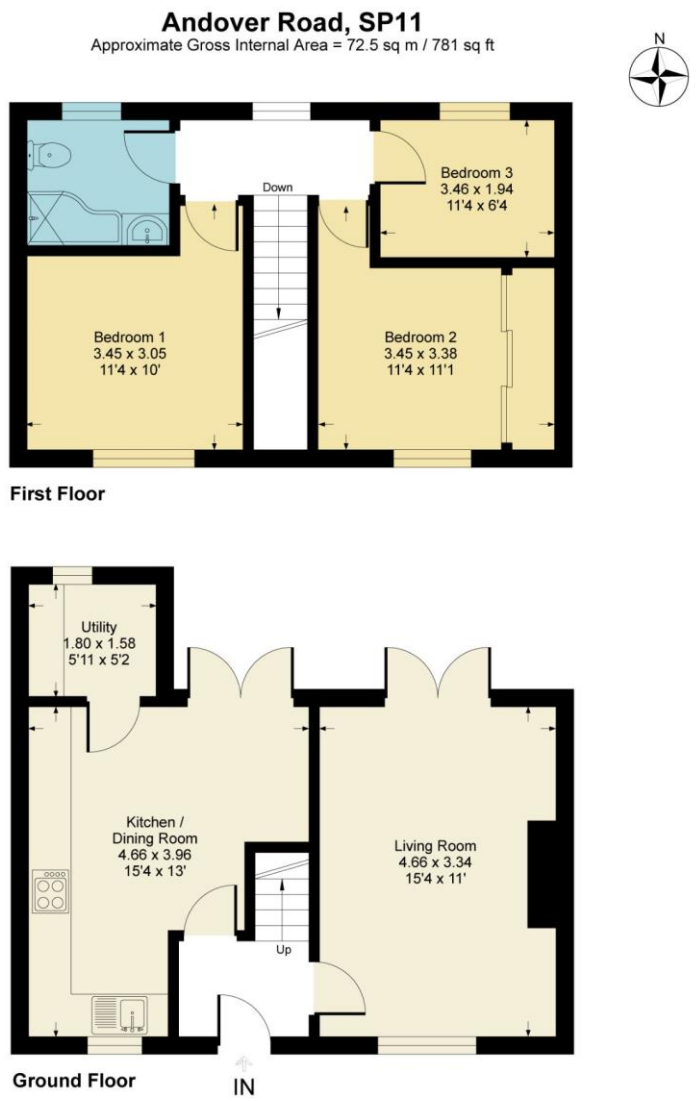 Andover Road, SP11
Approximate Gross Internal Area = 72.5 sq m / 781 sq ft
N
Down
Bedroom 3
3.46 x 1.94
11'4 x 6'4
Bedroom 1
3.45 x 3.05
11'4 x 10'
Bedroom 2
3.45 x 3.38
11'4 x 11'1
First Floor
Utility
1.80 x 1.58
5'11 x 5'2
Kitchen /
Dining Room
4.66 x 3.96
15'4 x 13'
Living Room
4.66 x 3.34
15'4 x 11'
Up
Ground Floor
IN